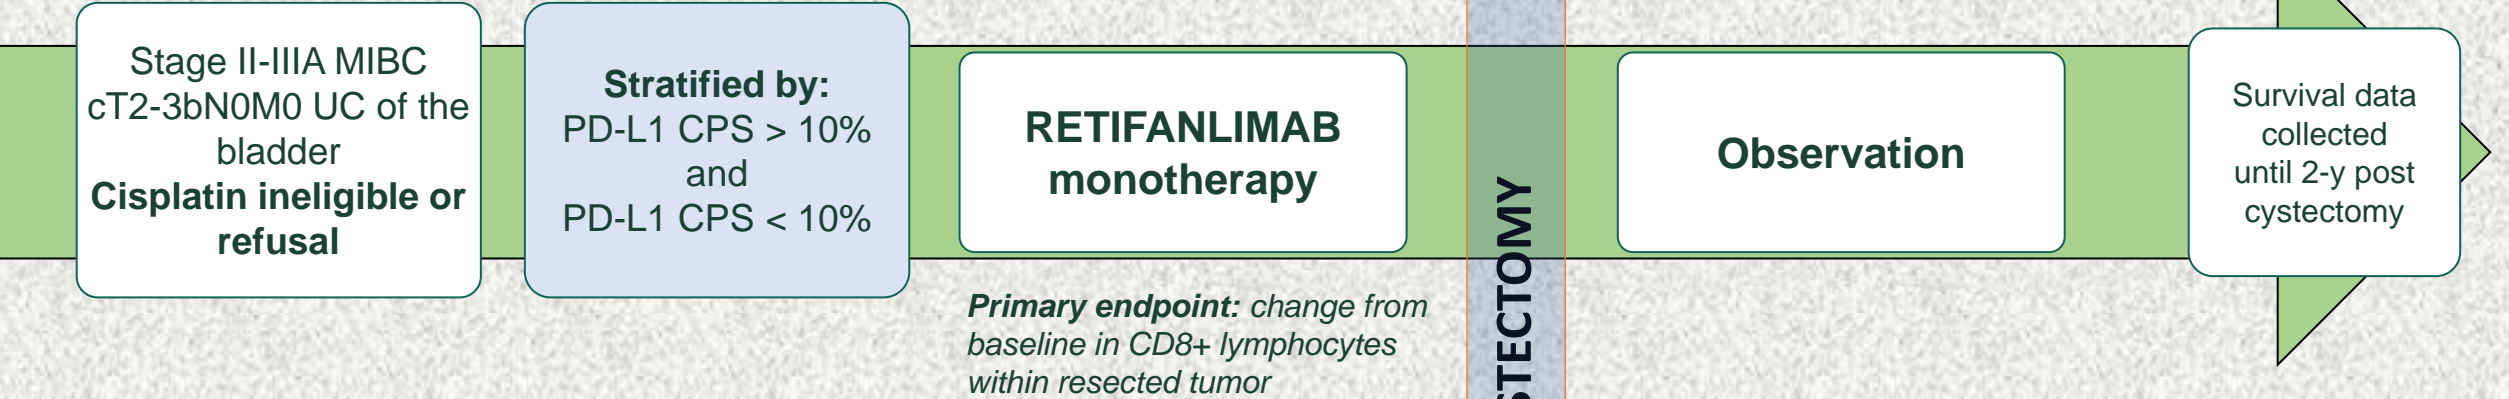 Stage II-IIIA MIBC
cT2-3bN0M0 UC of the
bladder
Cisplatin ineligible or
refusal
Stratified by:
PD-L1 CPS > 10%
and
PD-L1 CPS < 10%
RETIFANLIMAB
monotherapy
Primary endpoint: change from
baseline in CD8+ lymphocytes
within resected tumor
STECTOMY
Observation
Survival data
collected
until 2-y post
cystectomy